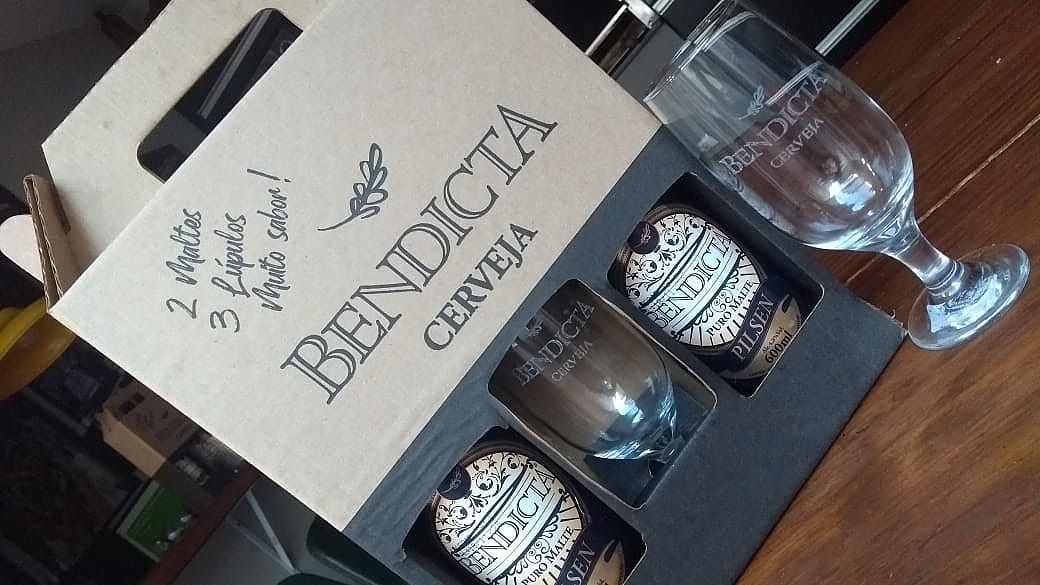 2 Maltes
3 Lúpulos
Muito sabor!
BENDICTA
CERVEJA
BENDICTA
CERVEJA
BENDICTA
PURO MALTE
PILSEN
600ml
BENDICTA
CERVEJA
BENDICTA
PURO MALTE
SEN